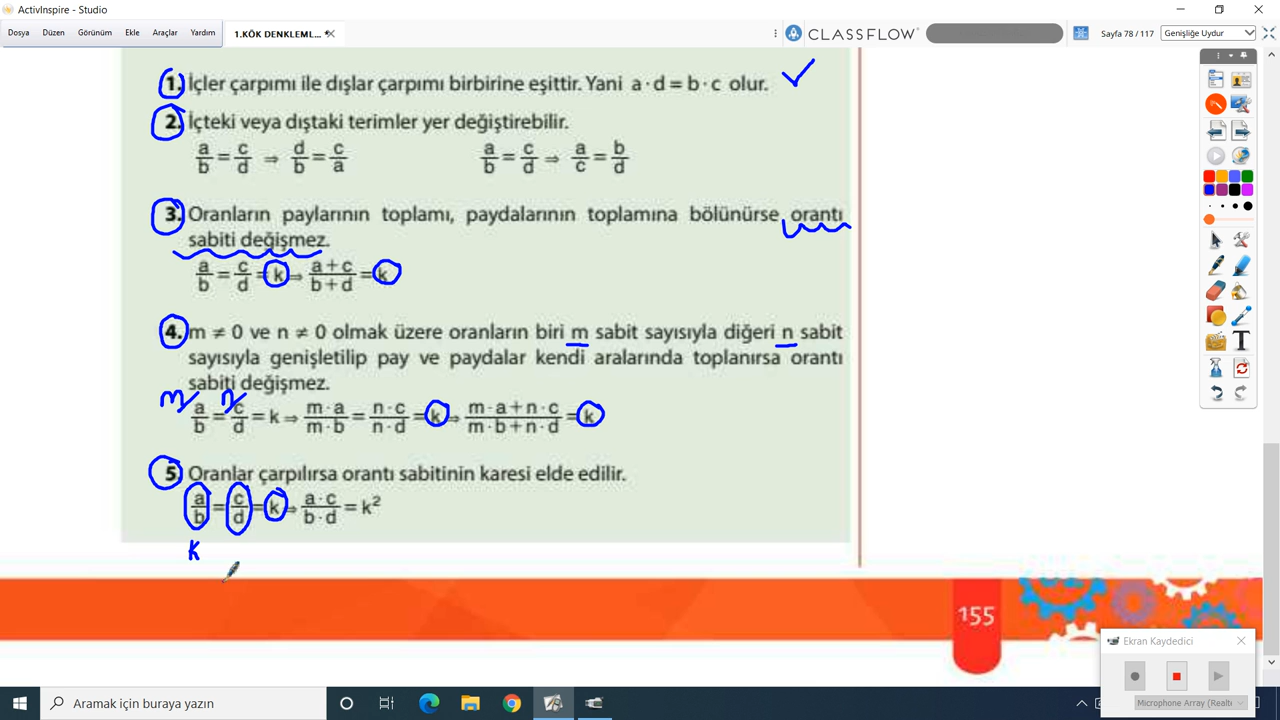 ActivInspire - Studio
Dosya Düzen Görünüm Ekle Araçlar Yardım
1.KÖK DENKLEML...
CLASSFLOW
Sayfa 78 / 117
Genişliğe Uydur
1. İçler çarpımı ile dışlar çarpımı birbirine eşittir. Yani a · d = b · c olur.
2. İçteki veya dıştaki terimler yer değiştirebilir.
a/b = c/d ⇒ d/b = c/a a/b = c/d ⇒ a/c = b/d
3. Oranların paylarının toplamı, paydalarının toplamına bölünürse orantı
sabiti değişmez.
a/b = c/d = k ⇒ (a + c)/(b + d) = k
4. m ≠ 0 ve n ≠ 0 olmak üzere oranların biri m sabit sayısıyla diğeri n sabit
sayısıyla genişletilip pay ve paydalar kendi aralarında toplanırsa orantı
sabiti değişmez.
m/ n/
a/b = c/d = k ⇒ (m · a)/(m · b) = (n · c)/(n · d) = k ⇒ (m · a + n · c)/(m · b + n · d) = k
5. Oranlar çarpılırsa orantı sabitinin karesi elde edilir.
a/b = c/d = k ⇒ (a · c)/(b · d) = k²
k
155
Ekran Kaydedici
Microphone Array (Realt
Aramak için buraya yazın